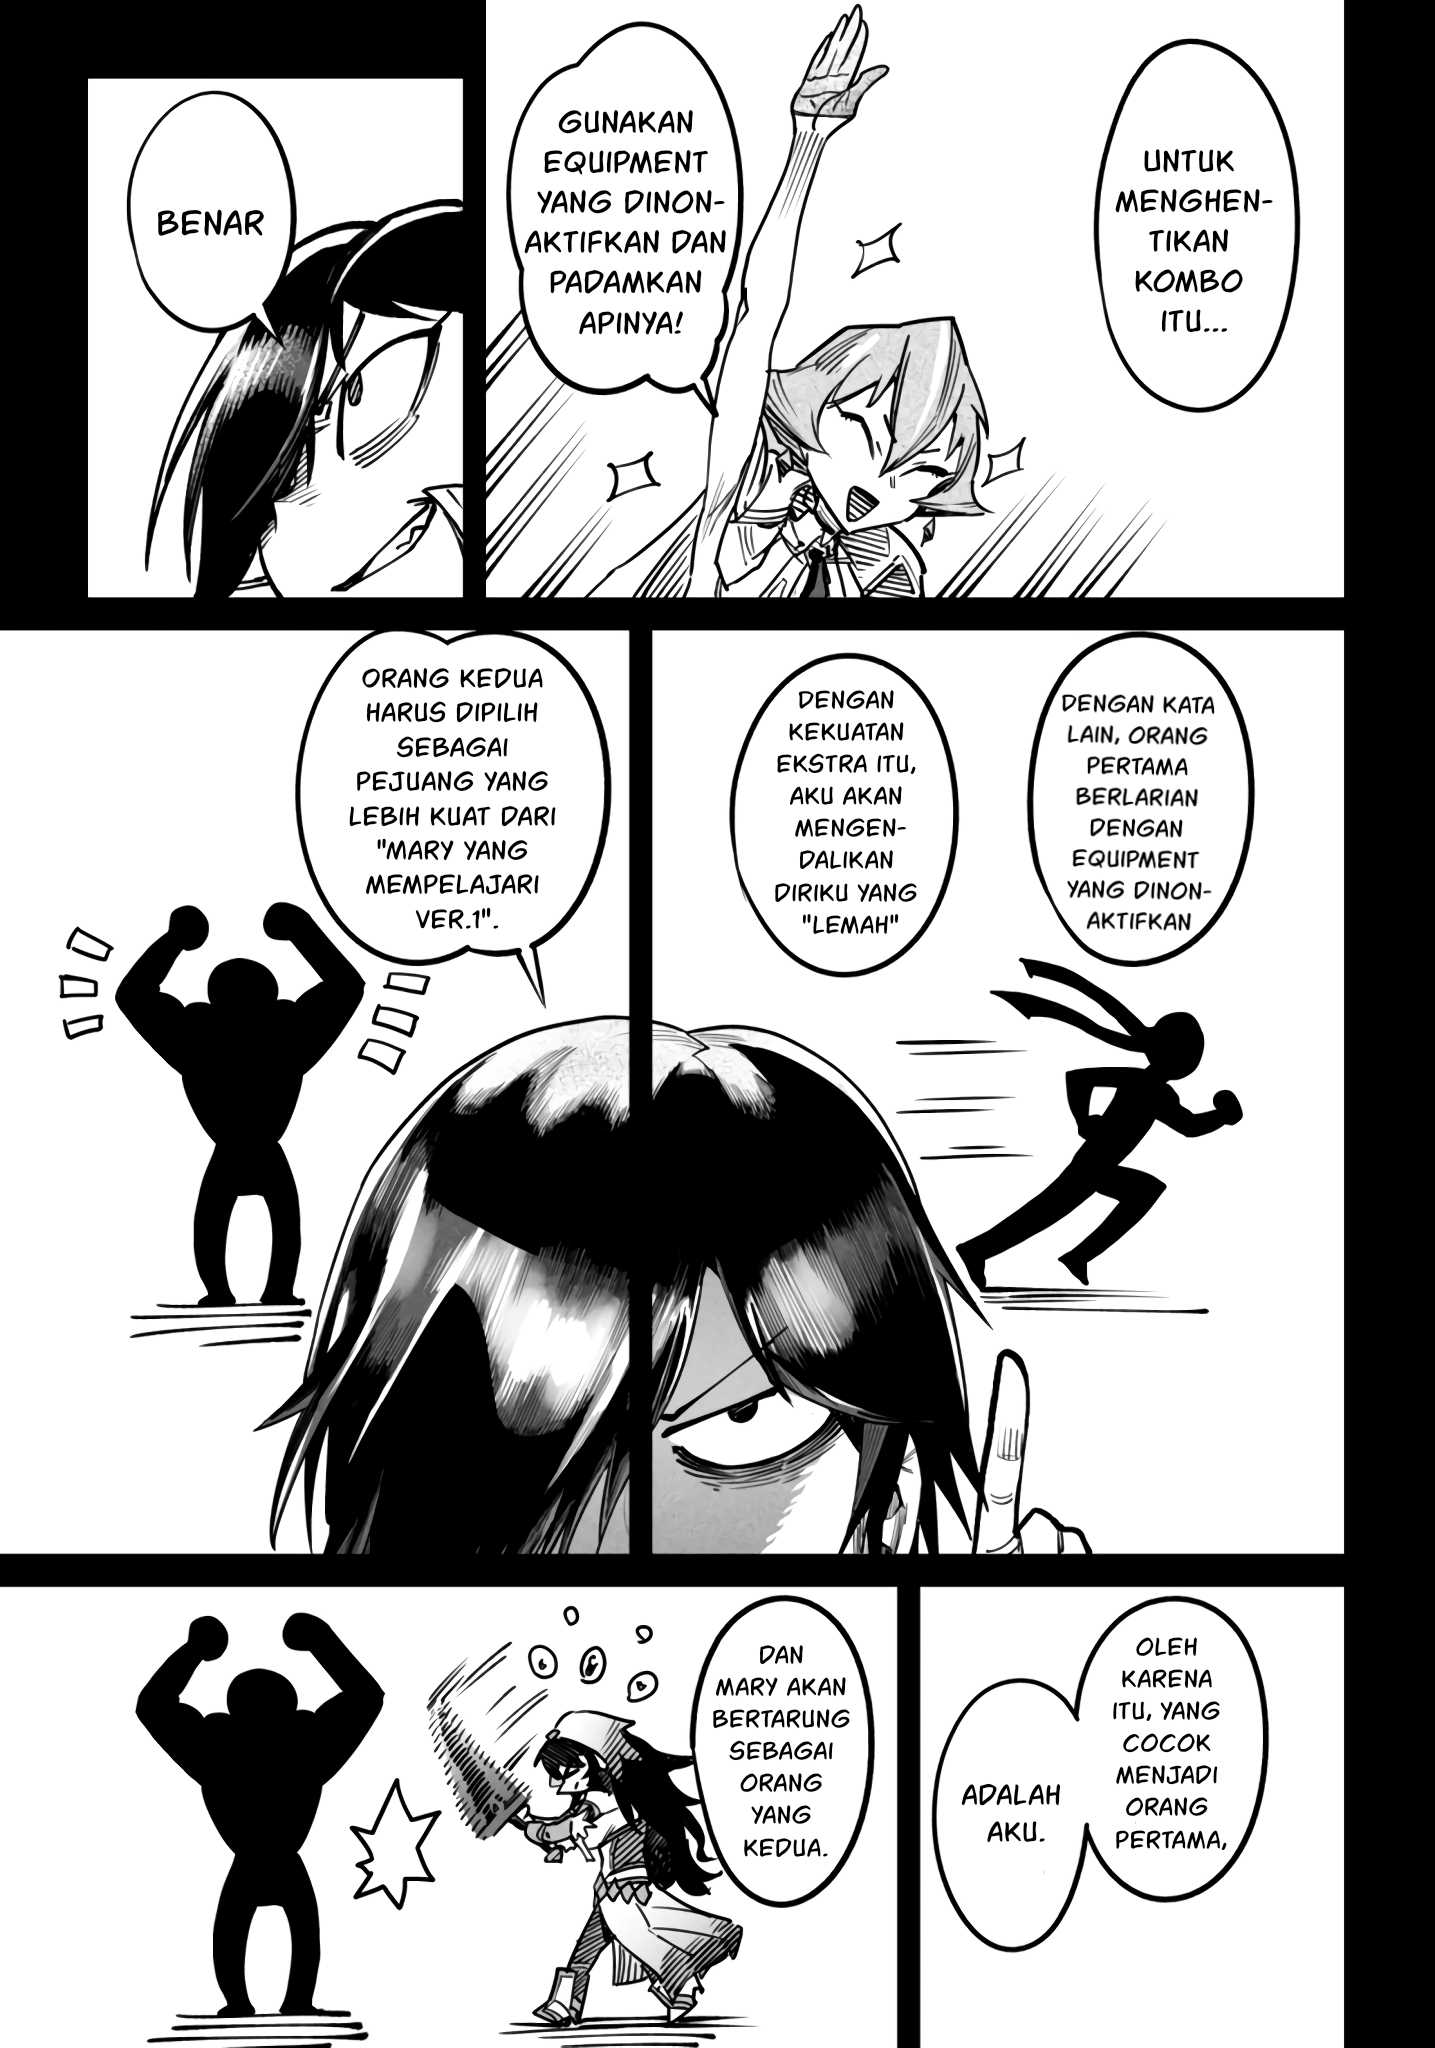 UNTUK
MENGHEN-
TIKAN
KOMBO
ITU...
GUNAKAN
EQUIPMENT
YANG DINON-
AKTIFKAN DAN
PADAMKAN
APINYA!
BENAR
DENGAN KATA
LAIN, ORANG
PERTAMA
BERLARIAN
DENGAN
EQUIPMENT
YANG DINON-
AKTIFKAN
DENGAN
KEKUATAN
EKSTRA ITU,
AKU AKAN
MENGEN-
DALIKAN
DIRIKU YANG
"LEMAH"
ORANG KEDUA
HARUS DIPILIH
SEBAGAI
PEJUANG YANG
LEBIH KUAT DARI
"MARY YANG
MEMPELAJARI
VER.1".
OLEH
KARENA
ITU, YANG
COCOK
MENJADI
ORANG
PERTAMA,
ADALAH
AKU.
DAN
MARY AKAN
BERTARUNG
SEBAGAI
ORANG
YANG
KEDUA.